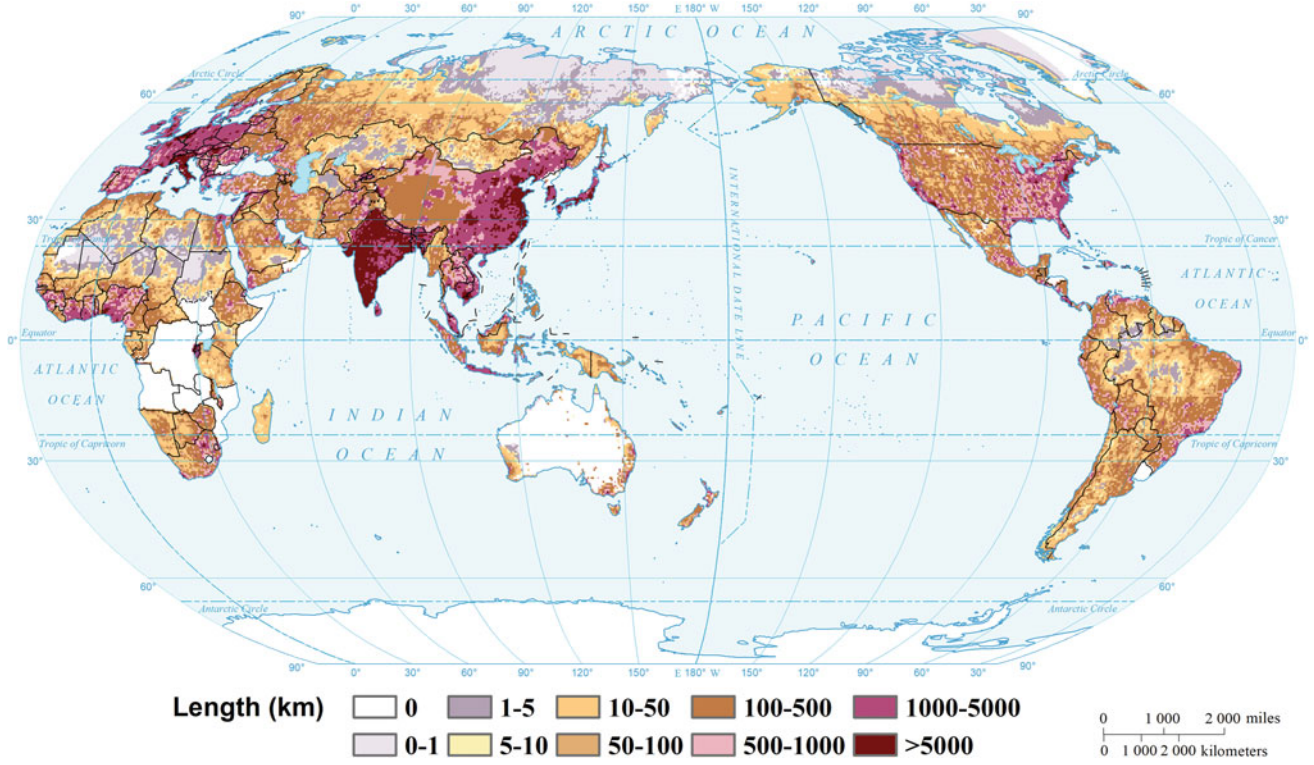 90° 60° 30° 0° 30° 60° 90° 120° 150° E 180° W 150° 120° 90° 60° 30° 90°
ARCTIC OCEAN
Arctic Circle
Arctic Circle
60°
60°
INTERNATIONAL DATE LINE
30°
30°
Tropic of Cancer
Tropic of Cancer
ATLANTIC
OCEAN
PACIFIC
OCEAN
Equator
Equator
0°
0°
ATLANTIC
OCEAN
INDIAN
OCEAN
Tropic of Capricorn
Tropic of Capricorn
30°
30°
60°
60°
Antarctic Circle
Antarctic Circle
90° 0° 30° 60° 90° 120° 150° E 180° W 150° 120° 90° 60° 30° 90°
Length (km) 0 1-5 10-50 100-500 1000-5000
0-1 5-10 50-100 500-1000 >5000
0 1 000 2 000 miles
0 1 000 2 000 kilometers